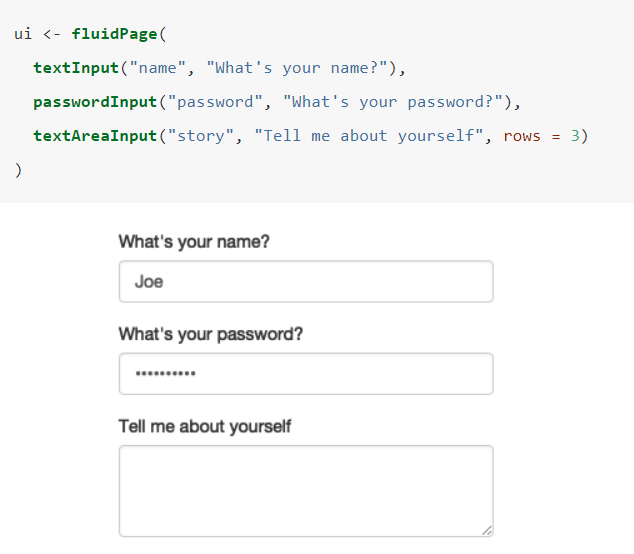 ui <- fluidPage(
  textInput("name", "What's your name?"),
  passwordInput("password", "What's your password?"),
  textAreaInput("story", "Tell me about yourself", rows = 3)
)
What's your name?
Joe
What's your password?
••••••••••
Tell me about yourself